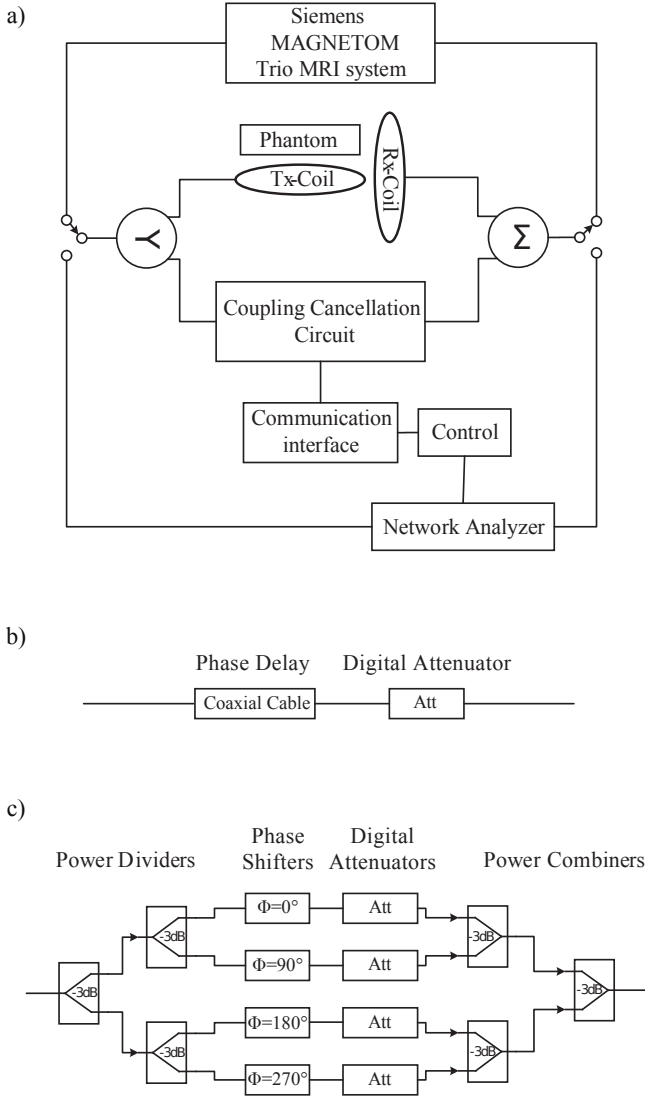 a)
Siemens
MAGNETOM
Trio MRI system
Phantom
Tx-Coil
Rx-Coil
Y
Σ
Coupling Cancellation
Circuit
Communication
interface
Control
Network Analyzer
b)
Phase Delay
Digital Attenuator
Coaxial Cable
Att
c)
Power Dividers
Phase
Shifters
Digital
Attenuators
Power Combiners
-3dB
-3dB
-3dB
Φ=0°
Att
Φ=90°
Att
Φ=180°
Att
Φ=270°
Att
-3dB
-3dB
-3dB